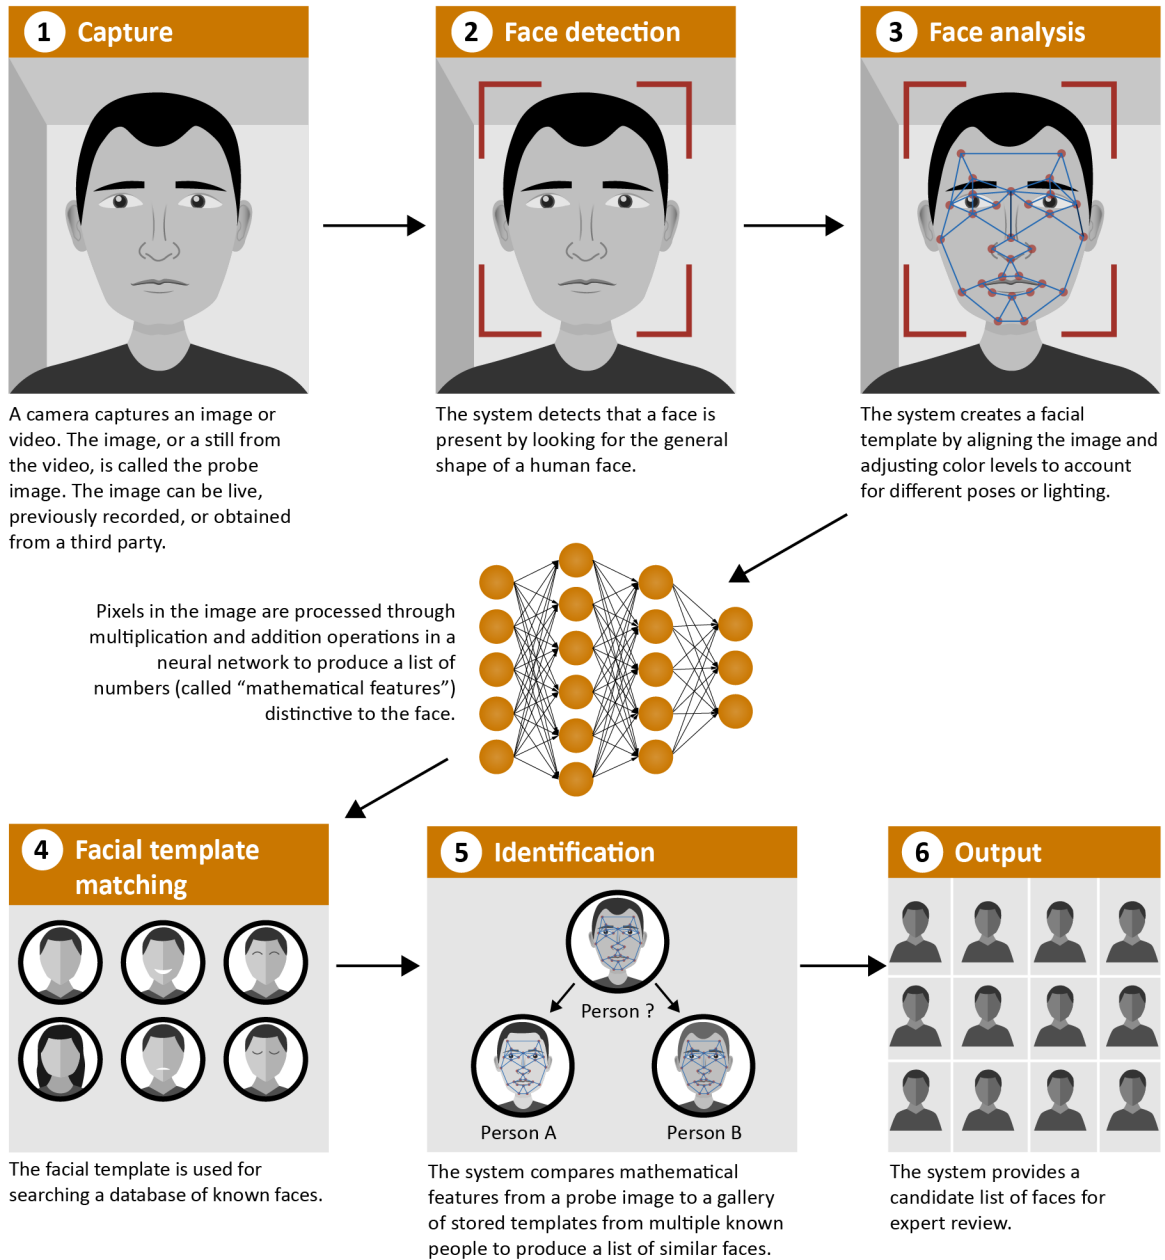 1 Capture
2 Face detection
3 Face analysis
A camera captures an image or
video. The image, or a still from
the video, is called the probe
image. The image can be live,
previously recorded, or obtained
from a third party.
The system detects that a face is
present by looking for the general
shape of a human face.
The system creates a facial
template by aligning the image and
adjusting color levels to account
for different poses or lighting.
Pixels in the image are processed through
multiplication and addition operations in a
neural network to produce a list of
numbers (called “mathematical features”)
distinctive to the face.
4 Facial template
matching
5 Identification
6 Output
Person ?
Person A
Person B
The facial template is used for
searching a database of known faces.
The system compares mathematical
features from a probe image to a gallery
of stored templates from multiple known
people to produce a list of similar faces.
The system provides a
candidate list of faces for
expert review.